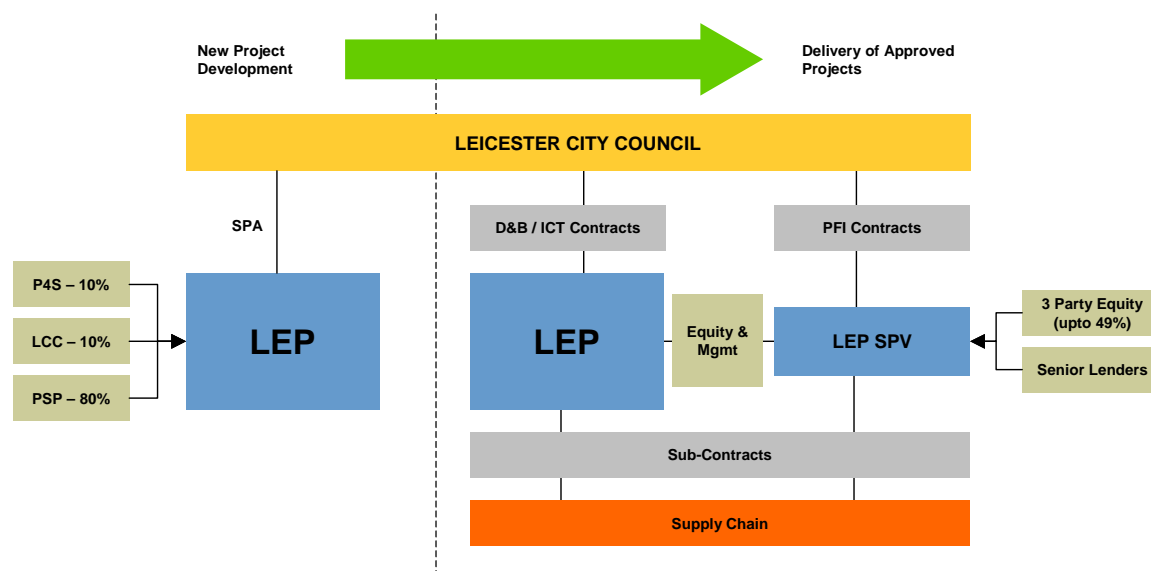 New Project
Development
Delivery of Approved
Projects
LEICESTER CITY COUNCIL
SPA
D&B / ICT Contracts
PFI Contracts
P4S – 10%
LCC – 10%
PSP – 80%
LEP
LEP
Equity &
Mgmt
LEP SPV
3 Party Equity
(upto 49%)
Senior Lenders
Sub-Contracts
Supply Chain